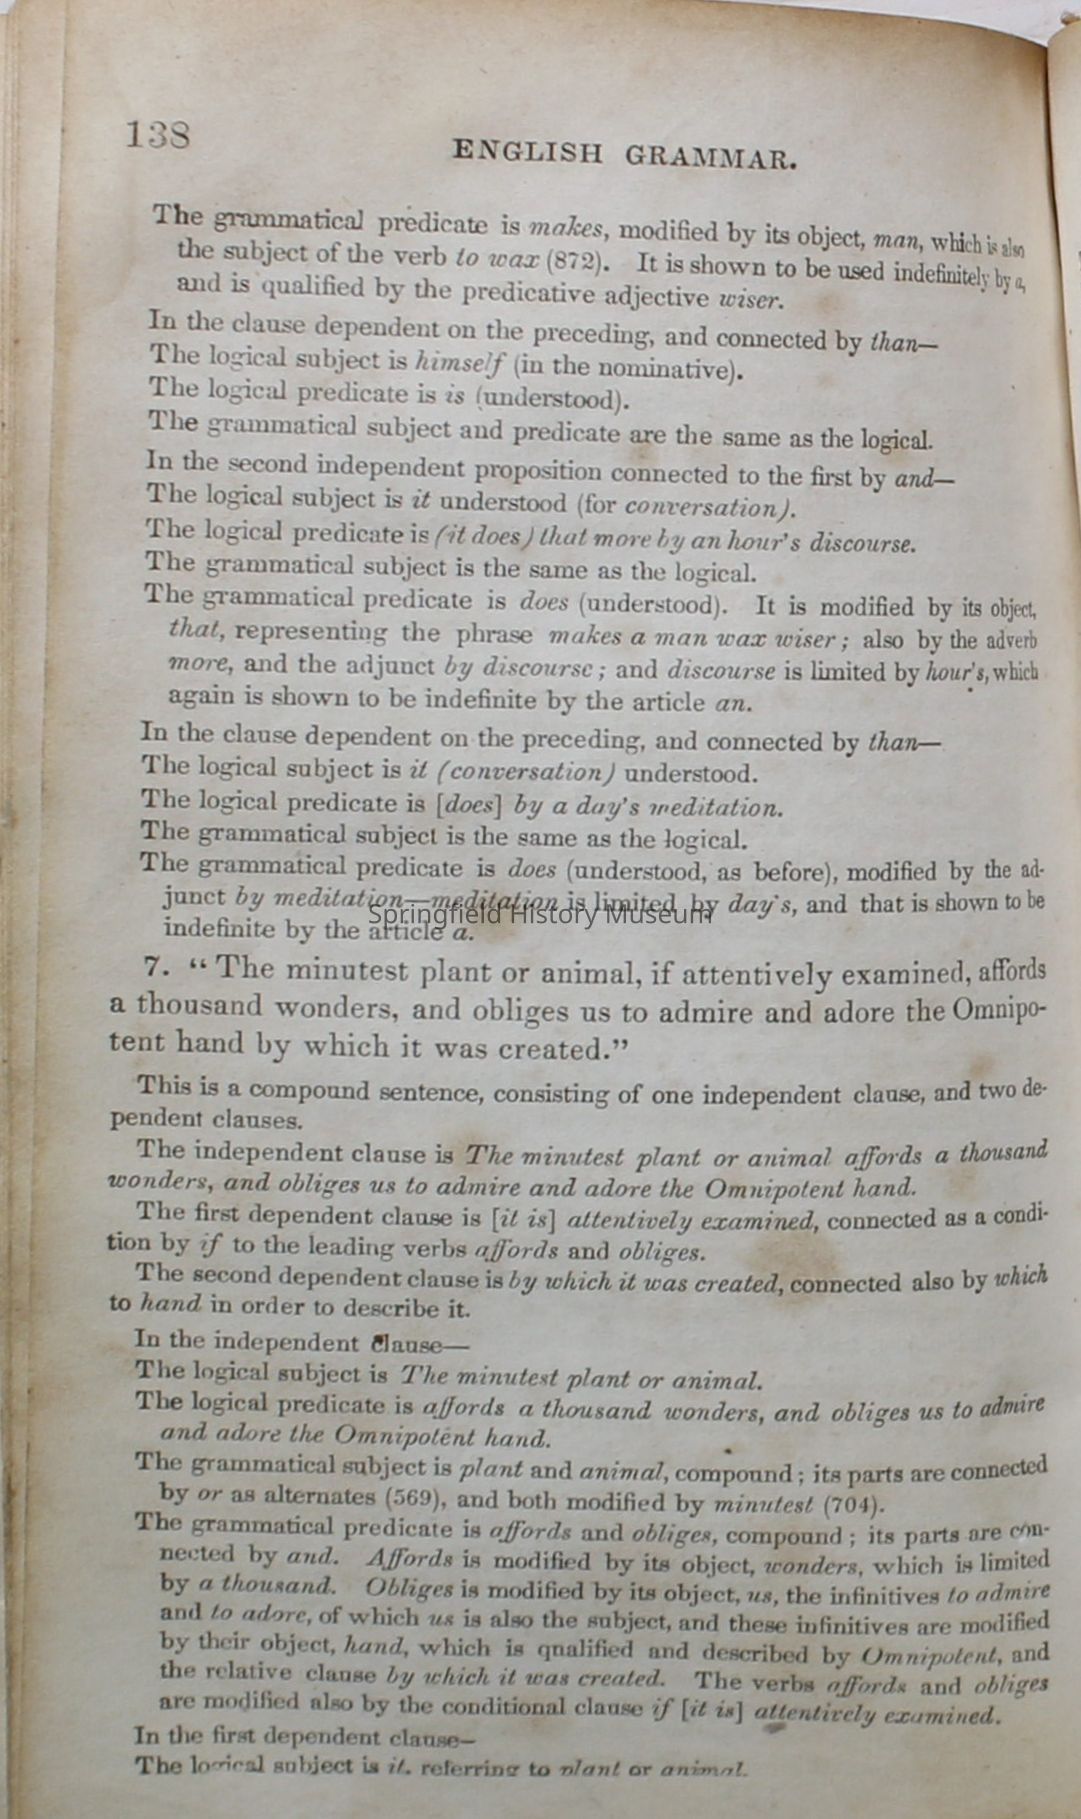 138
ENGLISH GRAMMAR.
The grammatical predicate is makes, modified by its object, man, which is also
the subject of the verb to wax (872). It is shown to be used indefinitely by a,
and is qualified by the predicative adjective wiser.
In the clause dependent on the preceding, and connected by than—
The logical subject is himself (in the nominative).
The logical predicate is is (understood).
The grammatical subject and predicate are the same as the logical.
In the second independent proposition connected to the first by and—
The logical subject is it understood (for conversation).
The logical predicate is (it does) that more by an hour's discourse.
The grammatical subject is the same as the logical.
The grammatical predicate is does (understood). It is modified by its object,
that, representing the phrase makes a man wax wiser; also by the adverb
more, and the adjunct by discourse; and discourse is limited by hour's, which
again is shown to be indefinite by the article an.
In the clause dependent on the preceding, and connected by than—
The logical subject is it (conversation) understood.
The logical predicate is [does] by a day's meditation.
The grammatical subject is the same as the logical.
The grammatical predicate is does (understood, as before), modified by the ad-
junct by meditation—meditation is limited by day's, and that is shown to be
Springfield History Museum
indefinite by the article a.
7. "The minutest plant or animal, if attentively examined, affords
a thousand wonders, and obliges us to admire and adore the Omnipo-
tent hand by which it was created."
This is a compound sentence, consisting of one independent clause, and two de-
pendent clauses.
The independent clause is The minutest plant or animal affords a thousand
wonders, and obliges us to admire and adore the Omnipotent hand.
The first dependent clause is [it is] attentively examined, connected as a condi-
tion by if to the leading verbs affords and obliges.
The second dependent clause is by which it was created, connected also by which
to hand in order to describe it.
In the independent clause—
The logical subject is The minutest plant or animal.
The logical predicate is affords a thousand wonders, and obliges us to admire
and adore the Omnipotent hand.
The grammatical subject is plant and animal, compound; its parts are connected
by or as alternates (569), and both modified by minutest (704).
The grammatical predicate is affords and obliges, compound; its parts are con-
nected by and. Affords is modified by its object, wonders, which is limited
by a thousand. Obliges is modified by its object, us, the infinitives to admire
and to adore, of which us is also the subject, and these infinitives are modified
by their object, hand, which is qualified and described by Omnipotent, and
the relative clause by which it was created. The verbs affords and obliges
are modified also by the conditional clause if [it is] attentively examined.
In the first dependent clause—
The logical subject is it, referring to plant or animal.